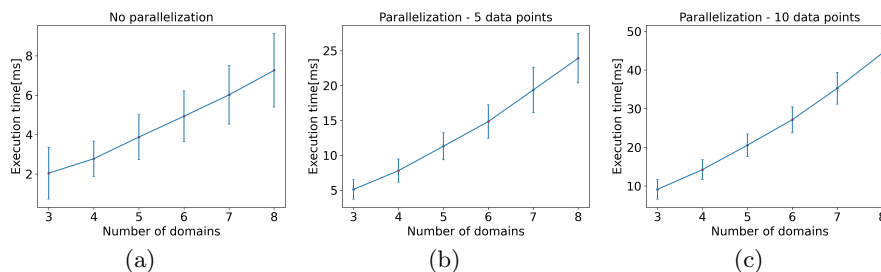 No parallelization
Execution time[ms]
8
6
4
2
3 4 5 6 7 8
Number of domains
(a)
Parallelization - 5 data points
Execution time[ms]
25
20
15
10
5
3 4 5 6 7 8
Number of domains
(b)
Parallelization - 10 data points
Execution time[ms]
50
40
30
20
10
3 4 5 6 7 8
Number of domains
(c)